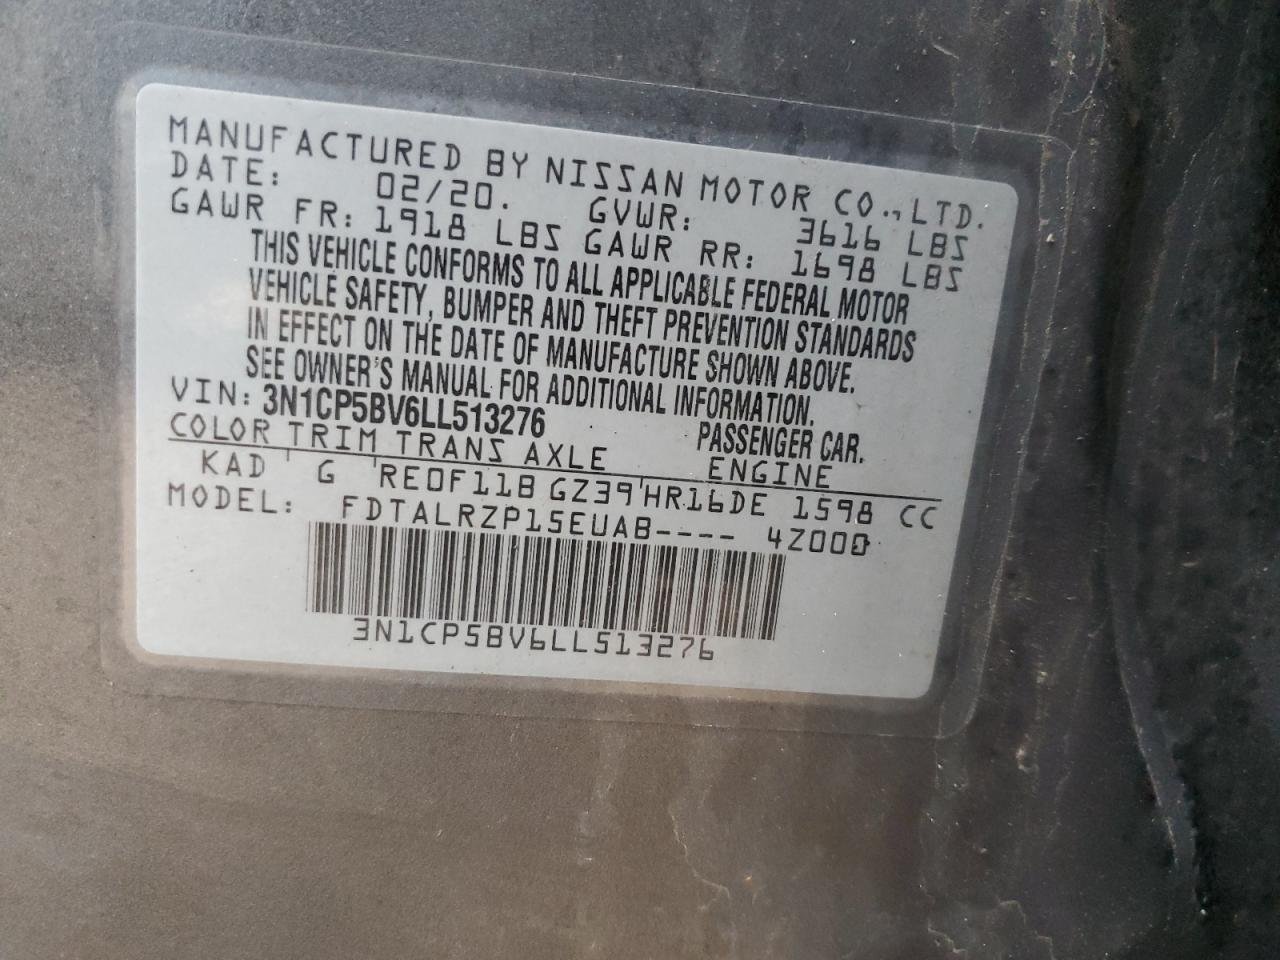 MANUFACTURED BY NISSAN MOTOR CO., LTD.
DATE: 02/20. GVWR: 3616 LBS
GAWR FR: 1918 LBS GAWR RR: 1698 LBS
THIS VEHICLE CONFORMS TO ALL APPLICABLE FEDERAL MOTOR
VEHICLE SAFETY, BUMPER AND THEFT PREVENTION STANDARDS
IN EFFECT ON THE DATE OF MANUFACTURE SHOWN ABOVE.
SEE OWNER'S MANUAL FOR ADDITIONAL INFORMATION.
VIN: 3N1CP5BV6LL513276 PASSENGER CAR.
COLOR TRIM TRANS AXLE ENGINE
KAD G RE0F11B GZ39 HR16DE 1598 CC
MODEL: FDTALRZP15EUAB---- 4Z000
3N1CP5BV6LL513276